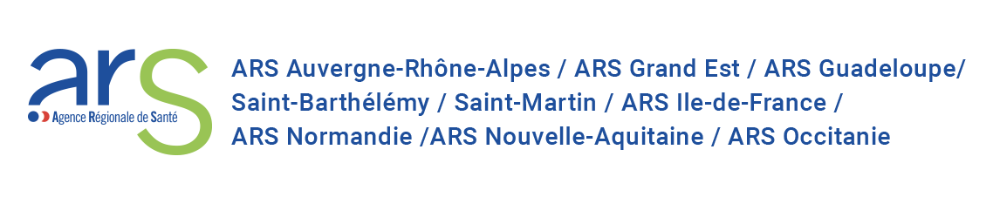 ars
Agence Régionale de Santé
ARS Auvergne-Rhône-Alpes / ARS Grand Est / ARS Guadeloupe/
Saint-Barthélémy / Saint-Martin / ARS Ile-de-France /
ARS Normandie /ARS Nouvelle-Aquitaine / ARS Occitanie